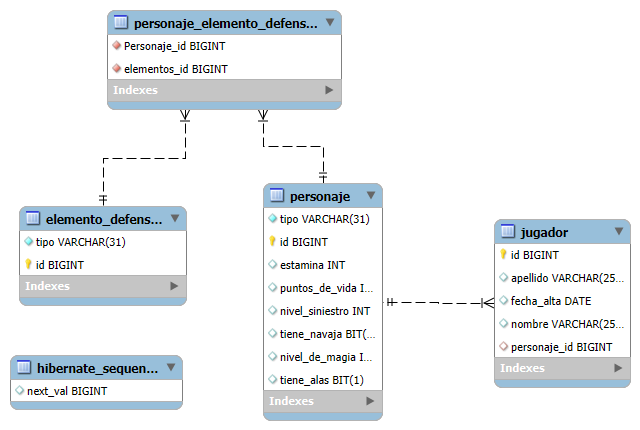 personaje_elemento_defens...
Personaje_id BIGINT
elementos_id BIGINT
Indexes
elemento_defens...
tipo VARCHAR(31)
id BIGINT
Indexes
personaje
tipo VARCHAR(31)
id BIGINT
estamina INT
puntos_de_vida I...
nivel_siniestro INT
tiene_navaja BIT(...
nivel_de_magia I...
tiene_alas BIT(1)
Indexes
jugador
id BIGINT
apellido VARCHAR(25...
fecha_alta DATE
nombre VARCHAR(25...
personaje_id BIGINT
Indexes
hibernate_sequen...
next_val BIGINT